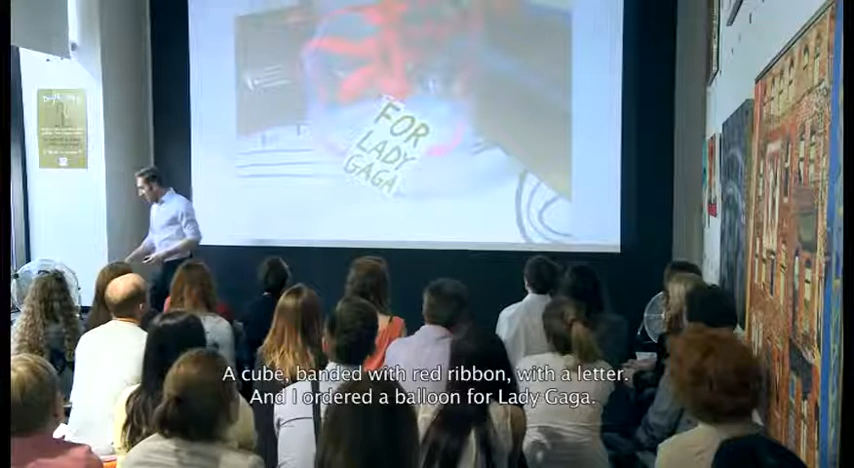 FOR
LADY
GAGA
A cube, banded with red ribbon, with a letter.
And I ordered a balloon for Lady Gaga.